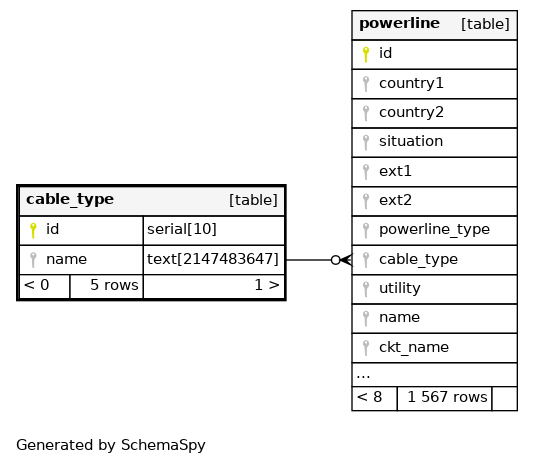 powerline [table]
id
country1
country2
situation
ext1
ext2
powerline_type
cable_type
utility
name
ckt_name
...
< 8 1 567 rows
cable_type [table]
id serial[10]
name text[2147483647]
< 0 5 rows 1 >
Generated by SchemaSpy